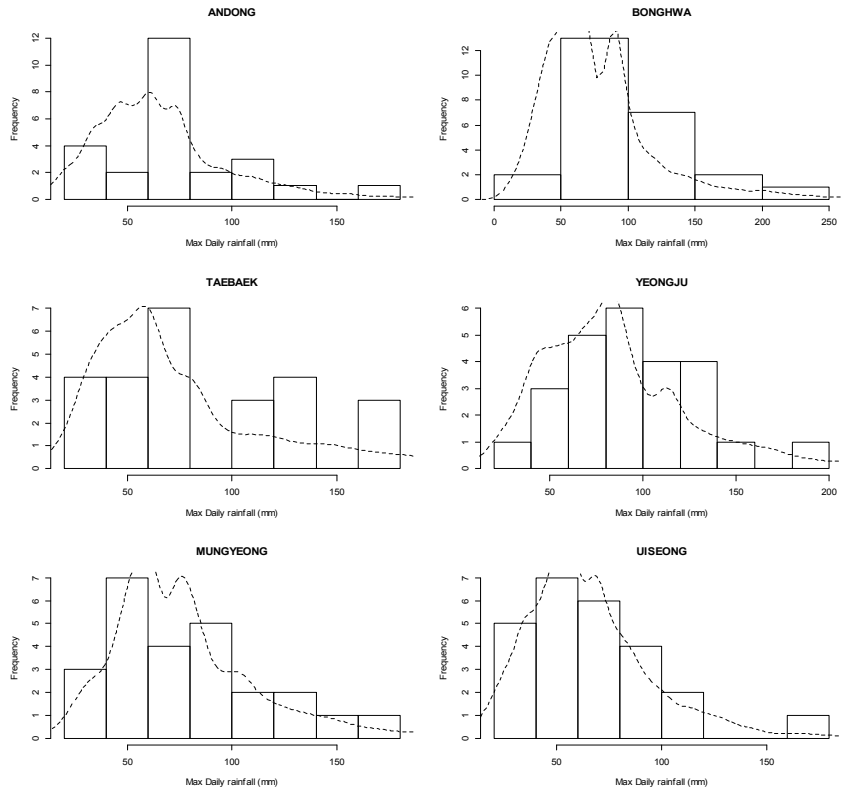 ANDONG
Frequency
0 2 4 6 8 10 12
50 100 150
Max Daily rainfall (mm)
BONGHWA
Frequency
0 2 4 6 8 10 12
0 50 100 150 200 250
Max Daily rainfall (mm)
TAEBAEK
Frequency
0 1 2 3 4 5 6 7
50 100 150
Max Daily rainfall (mm)
YEONGJU
Frequency
0 1 2 3 4 5 6
50 100 150 200
Max Daily rainfall (mm)
MUNGYEONG
Frequency
0 1 2 3 4 5 6 7
50 100 150
Max Daily rainfall (mm)
UISEONG
Frequency
0 1 2 3 4 5 6 7
50 100 150
Max Daily rainfall (mm)